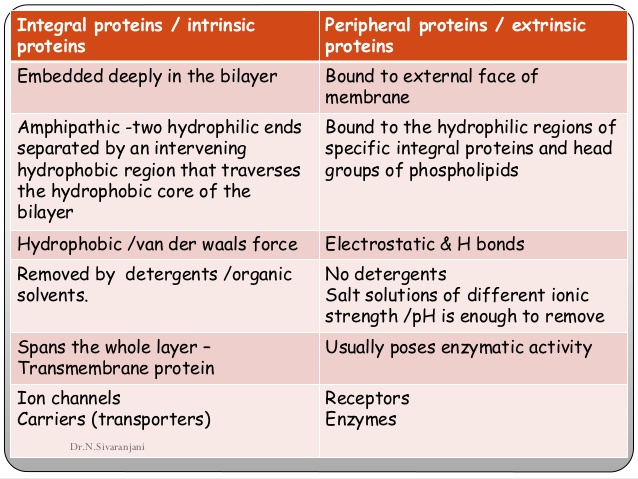 Integral proteins / intrinsic
proteins
Peripheral proteins / extrinsic
proteins
Embedded deeply in the bilayer
Bound to external face of
membrane
Amphipathic -two hydrophilic ends
separated by an intervening
hydrophobic region that traverses
the hydrophobic core of the
bilayer
Bound to the hydrophilic regions of
specific integral proteins and head
groups of phospholipids
Hydrophobic /van der waals force
Electrostatic & H bonds
Removed by detergents /organic
solvents.
No detergents
Salt solutions of different ionic
strength /pH is enough to remove
Spans the whole layer –
Transmembrane protein
Usually poses enzymatic activity
Ion channels
Carriers (transporters)
Receptors
Enzymes
Dr.N.Sivaranjani